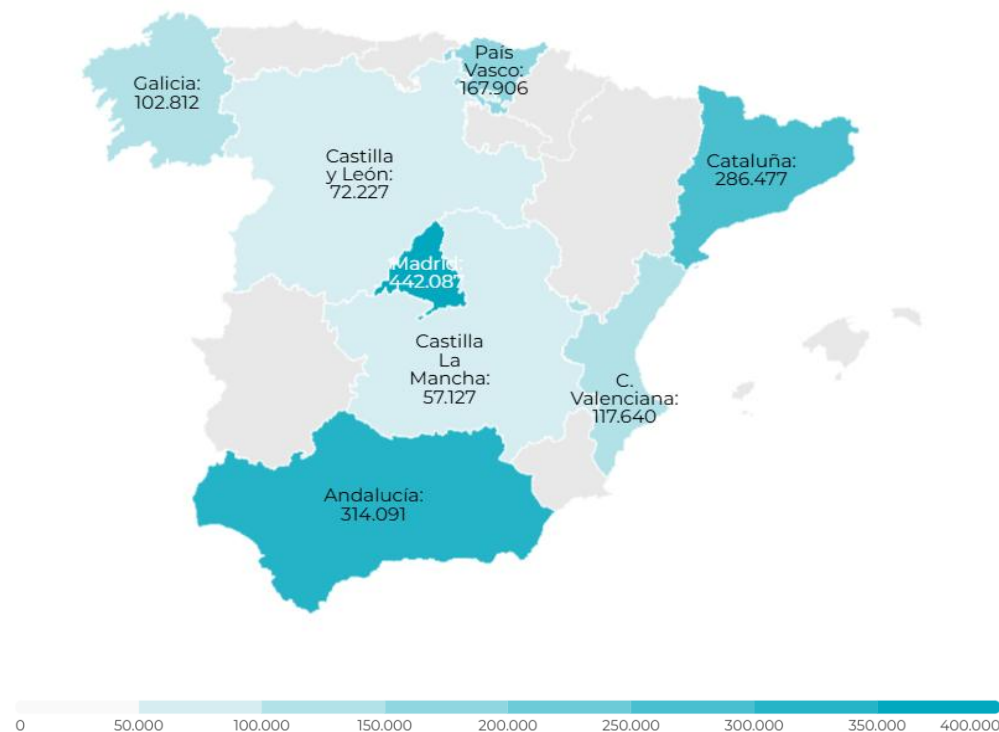 País
Vasco:
167.906
Galicia:
102.812
Castilla
y León:
72.227
Cataluña:
286.477
Madrid:
442.087
Castilla
La
Mancha:
57.127
C.
Valenciana:
117.640
Andalucía:
314.091
0 50.000 100.000 150.000 200.000 250.000 300.000 350.000 400.000